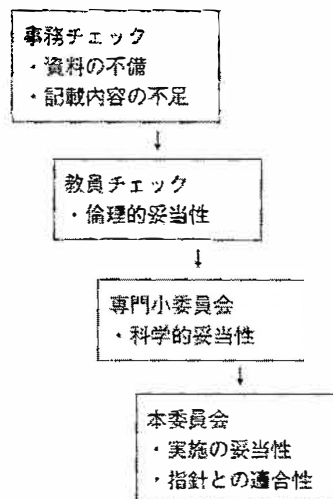 事務チェック
・資料の不備
・記載内容の不足
↓
教員チェック
・倫理的妥当性
↓
専門小委員会
・科学的妥当性
↓
本委員会
・実施の妥当性
・指針との適合性